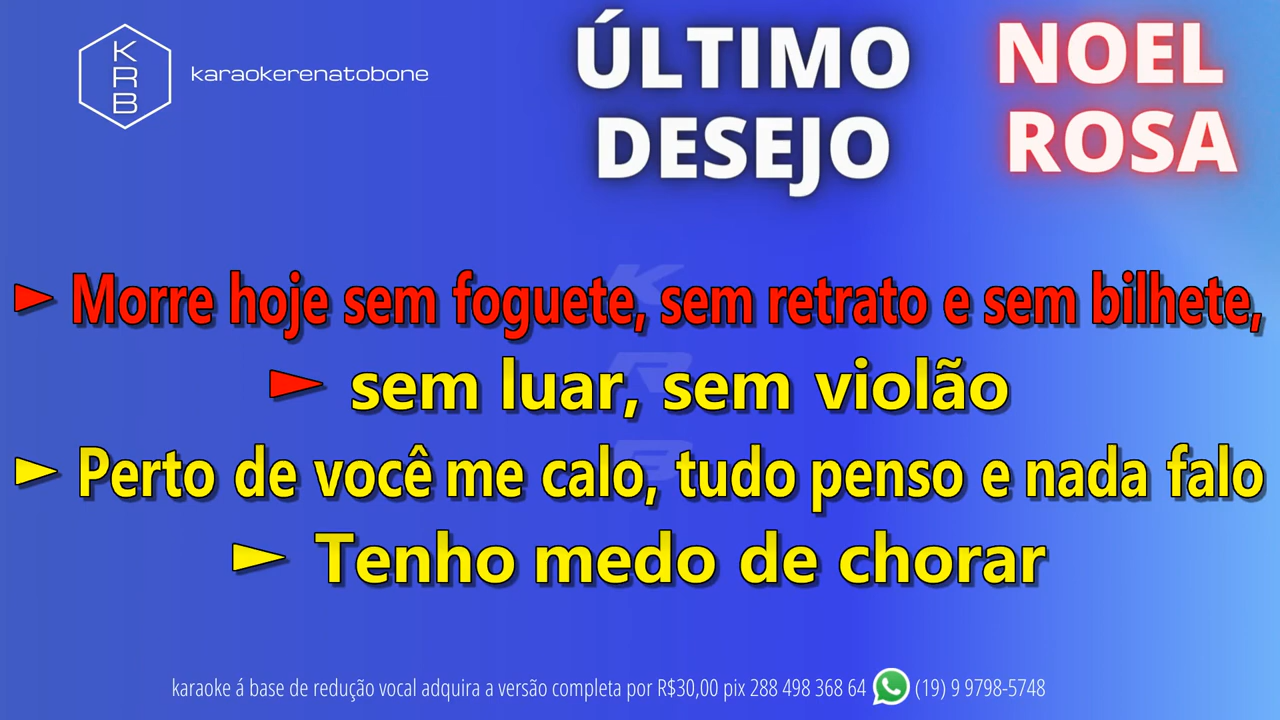 KRB
karaokerenatobone
ÚLTIMO
DESEJO
NOEL
ROSA
Morre hoje sem foguete, sem retrato e sem bilhete,
sem luar, sem violão
Perto de você me calo, tudo penso e nada falo
Tenho medo de chorar
KRB
karaoke á base de redução vocal adquira a versão completa por R$30,00 pix 288 498 368 64 (19) 9 9798-5748